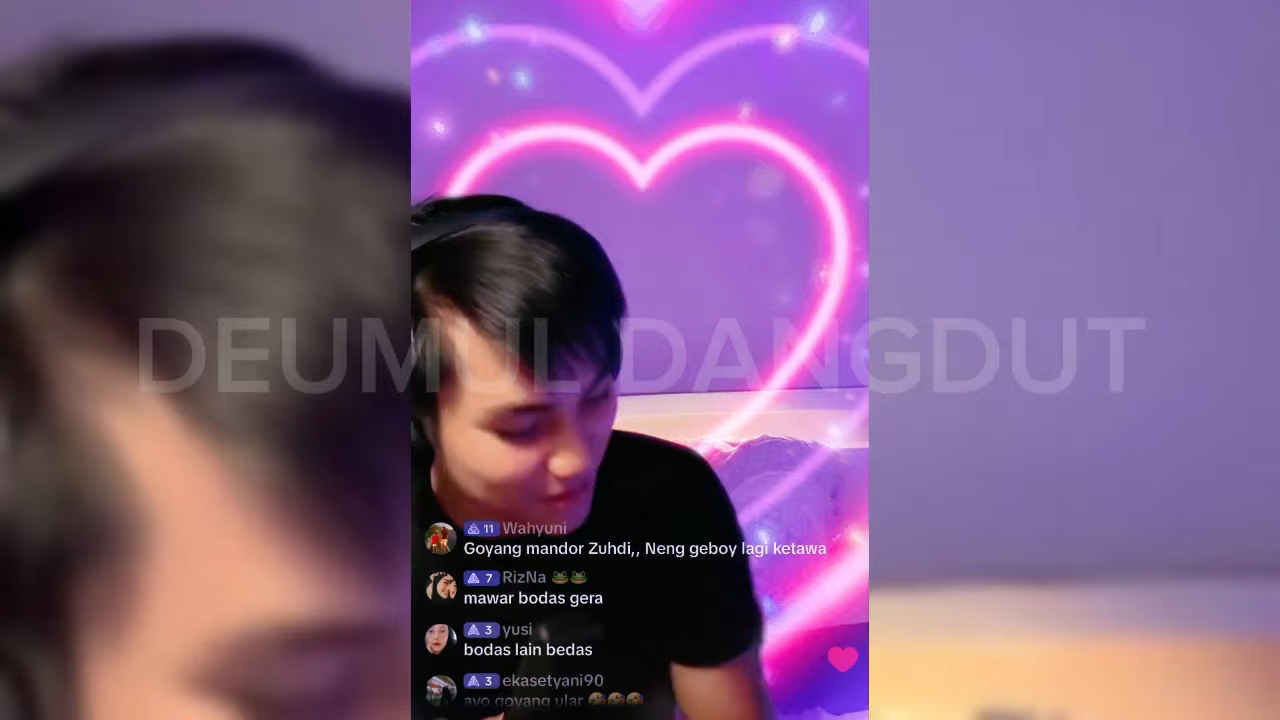 DEUMUL DANGDUT
11 Wahyuni
Goyang mandor Zuhdi,, Neng geboy lagi ketawa
7 RizNa 🐸🐸
mawar bodas gera
3 yusi
bodas lain bedas
3 ekasetyani90
ayo goyang ular 🤣🤣🤣